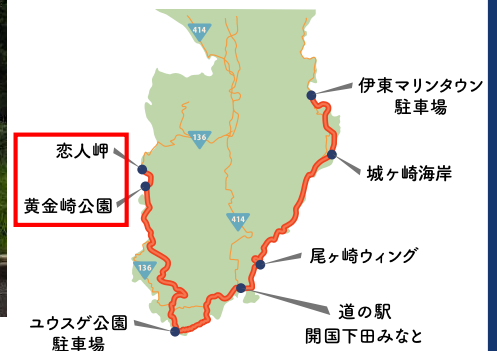 414
伊東マリンタウン
駐車場
136
恋人岬
城ヶ崎海岸
黄金崎公園
414
尾ヶ崎ウィング
136
道の駅
開国下田みなと
ユウスゲ公園
駐車場